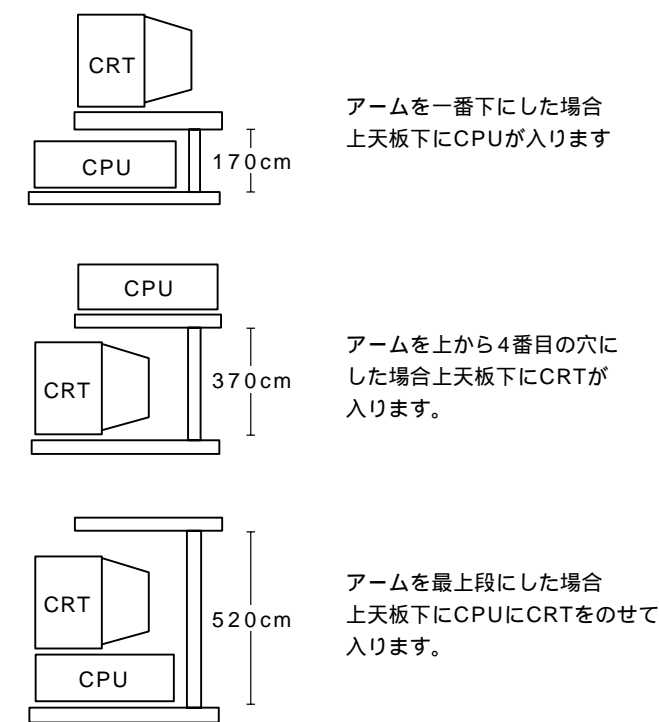 CRT
CPU
170cm
アームを一番下にした場合
上天板下にCPUが入ります
CPU
CRT
370cm
アームを上から4番目の穴に
した場合上天板下にCRTが
入ります。
CRT
CPU
520cm
アームを最上段にした場合
上天板下にCPUにCRTをのせて
入ります。